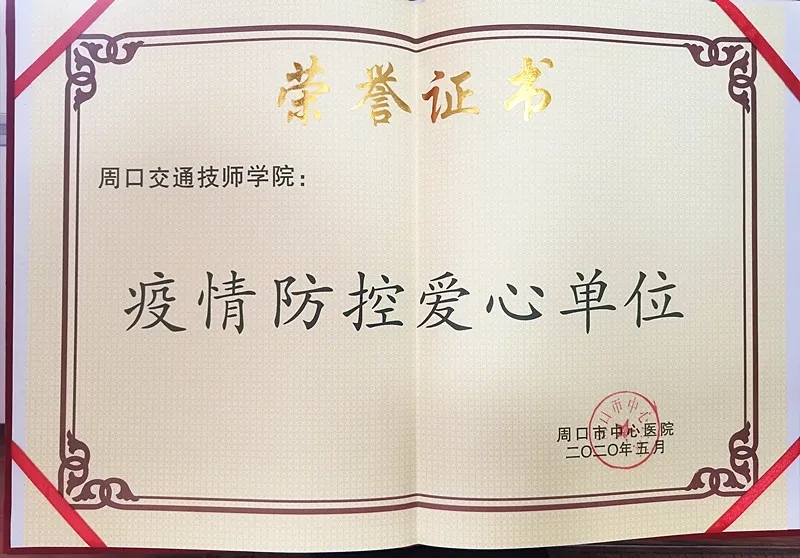 荣誉证书
周口交通技师学院：
疫情防控爱心单位
周口市中心医院
二〇二〇年五月